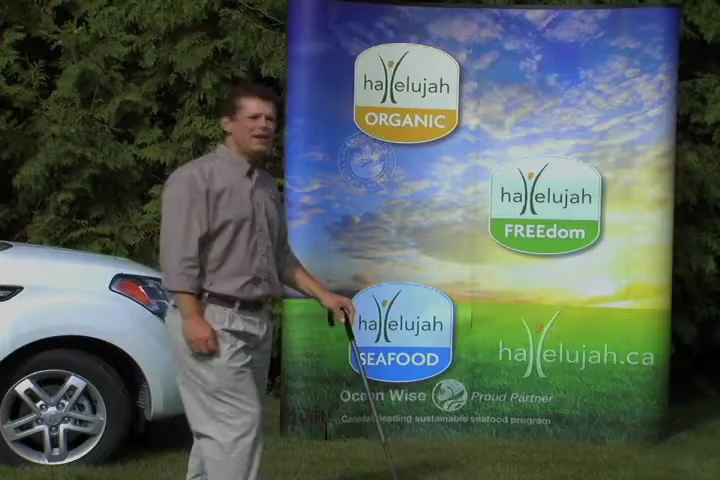 hallelujah
ORGANIC
hallelujah
FREEdom
hallelujah
SEAFOOD
hallelujah.ca
Ocean Wise Proud Partner
Canada's leading sustainable seafood program